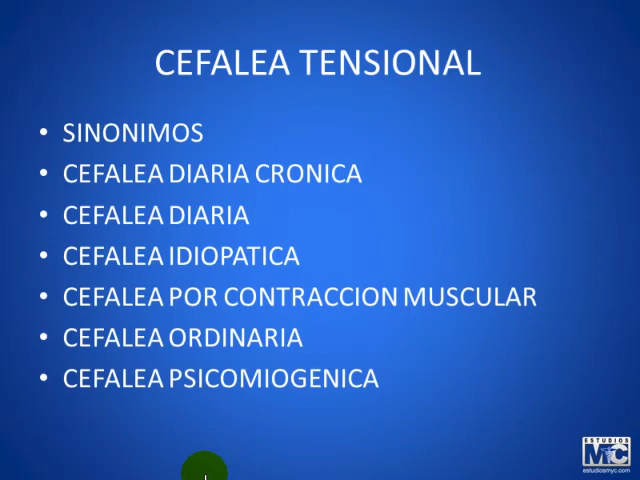 CEFALEA TENSIONAL
• SINONIMOS
• CEFALEA DIARIA CRONICA
• CEFALEA DIARIA
• CEFALEA IDIOPATICA
• CEFALEA POR CONTRACCION MUSCULAR
• CEFALEA ORDINARIA
• CEFALEA PSICOMIOGENICA
ESTUDIOS
MC
estudiosmyc.com